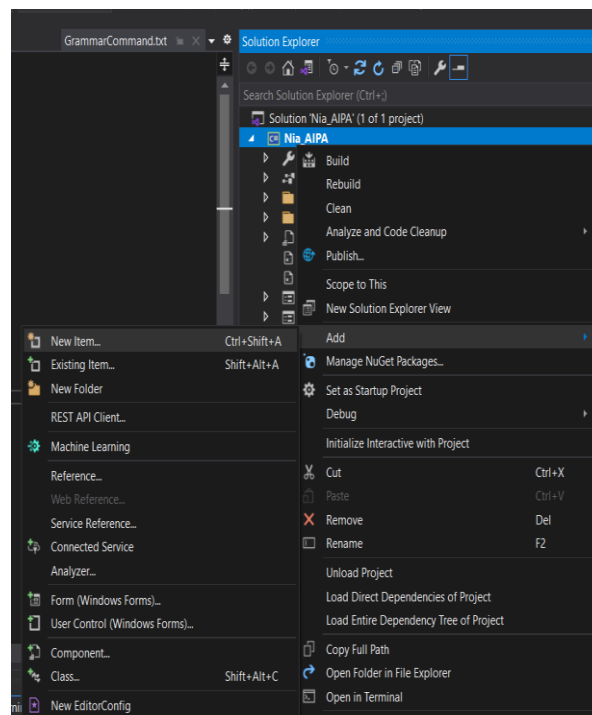 GrammarCommand.txt
Solution Explorer
Search Solution Explorer (Ctrl+;)
Solution 'Nia_AIPA' (1 of 1 project)
Nia_AIPA
Build
Rebuild
Clean
Analyze and Code Cleanup
Publish...
Scope to This
New Solution Explorer View
Add
Manage NuGet Packages...
Set as Startup Project
Debug
Initialize Interactive with Project
Cut Ctrl+X
Paste Ctrl+V
Remove Del
Rename F2
Unload Project
Load Direct Dependencies of Project
Load Entire Dependency Tree of Project
Copy Full Path
Open Folder in File Explorer
Open in Terminal
New Item... Ctrl+Shift+A
Existing Item... Shift+Alt+A
New Folder
REST API Client...
Machine Learning
Reference...
Web Reference...
Service Reference...
Connected Service
Analyzer...
Form (Windows Forms)...
User Control (Windows Forms)...
Component...
Class... Shift+Alt+C
New EditorConfig